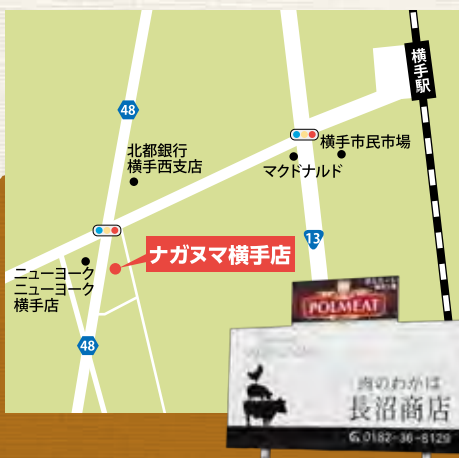 横手駅
48
北都銀行
横手西支店
横手市民市場
マクドナルド
13
ナガヌマ横手店
ニューヨーク
ニューヨーク
横手店
48
POLMEAT
肉のわかば
長沼商店
0182-36-8129